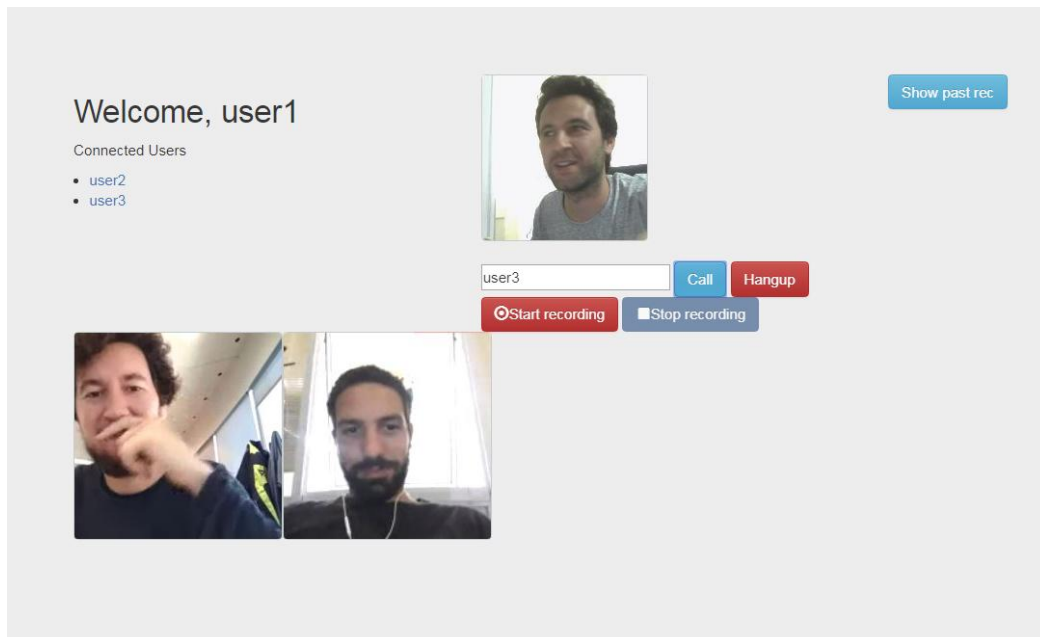 Welcome, user1
Connected Users
user2
user3
Show past rec
user3
Call
Hangup
Start recording
Stop recording